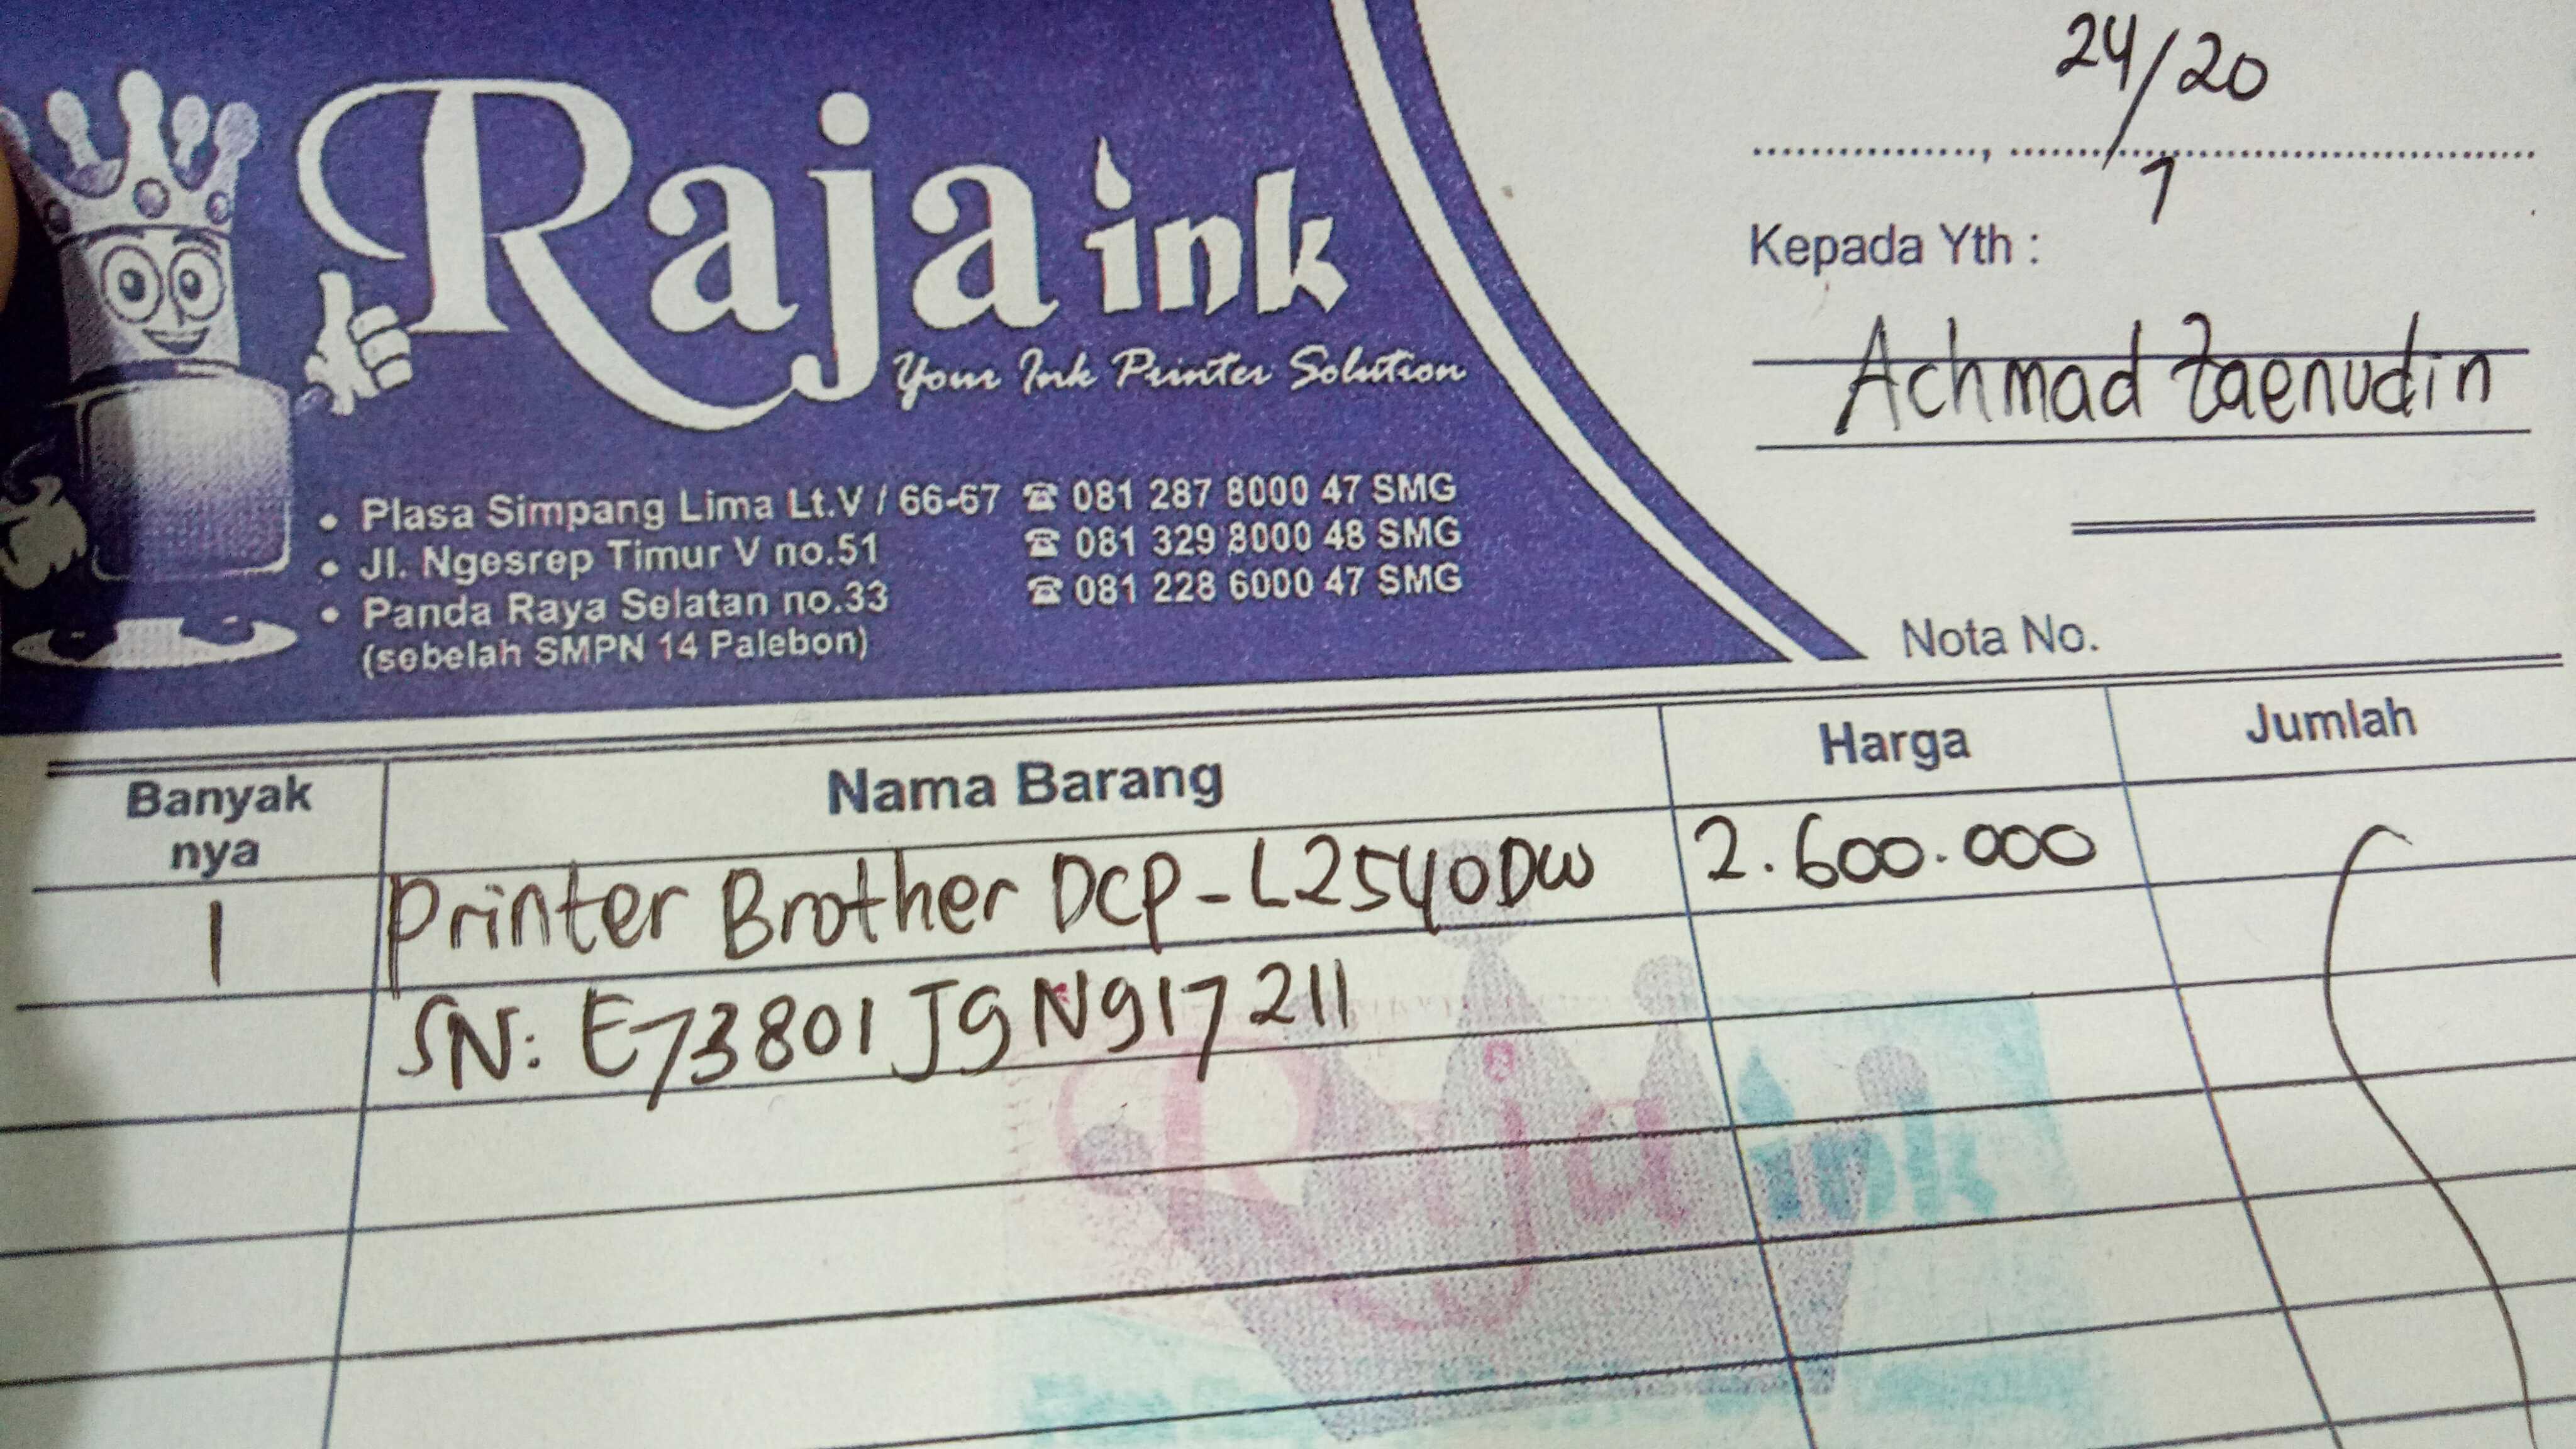 Raja ink
Your Ink Printer Solution
• Plasa Simpang Lima Lt.V / 66-67 ☎ 081 287 8000 47 SMG
• Jl. Ngesrep Timur V no.51 ☎ 081 329 8000 48 SMG
• Panda Raya Selatan no.33 ☎ 081 228 6000 47 SMG
(sebelah SMPN 14 Palebon)
24/20
1
Kepada Yth :
Achmad Zaenudin
Nota No.
Banyak nya Nama Barang Harga Jumlah
1 Printer Brother DCP-L2540DW 2.600.000
SN: E73801J9N917211
Raja ink